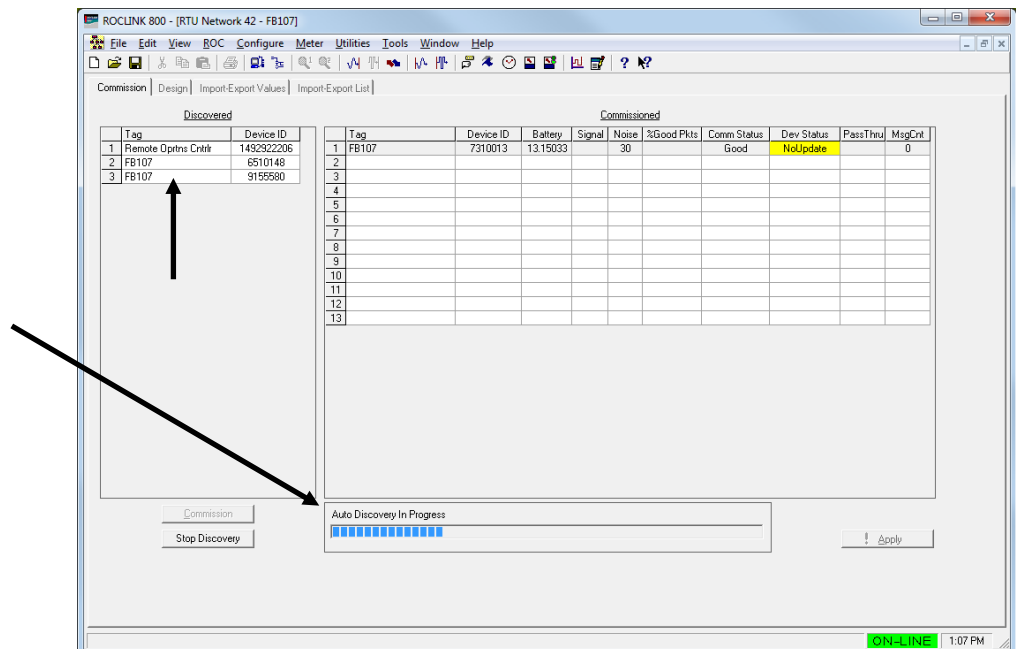 ROCLINK 800 - [RTU Network 42 - FB107]
File Edit View ROC Configure Meter Utilities Tools Window Help
Commission Design Import-Export Values Import-Export List
Discovered Commissioned
Tag Device ID Tag Device ID Battery Signal Noise %Good Pkts Comm Status Dev Status PassThru MsgCnt
1 Remote Oprtns Cntrlr 1492922206 1 FB107 7310013 13.15033 30 Good NoUpdate 0
2 FB107 6510148 2
3 FB107 9155580 3
4
5
6
7
8
9
10
11
12
13
Commission Auto Discovery In Progress
Stop Discovery ! Apply
ON-LINE 1:07 PM